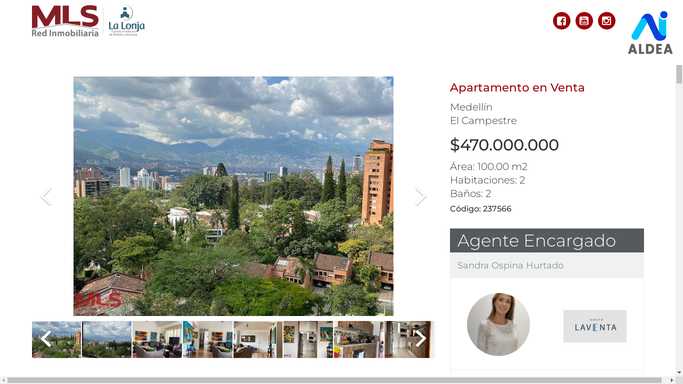 MLS
Red Inmobiliaria
La Lonja
ALDEA
Apartamento en Venta
Medellín
El Campestre
$470.000.000
Área: 100.00 m2
Habitaciones: 2
Baños: 2
Código: 237566
MLS
Agente Encargado
Sandra Ospina Hurtado
LAVENTA